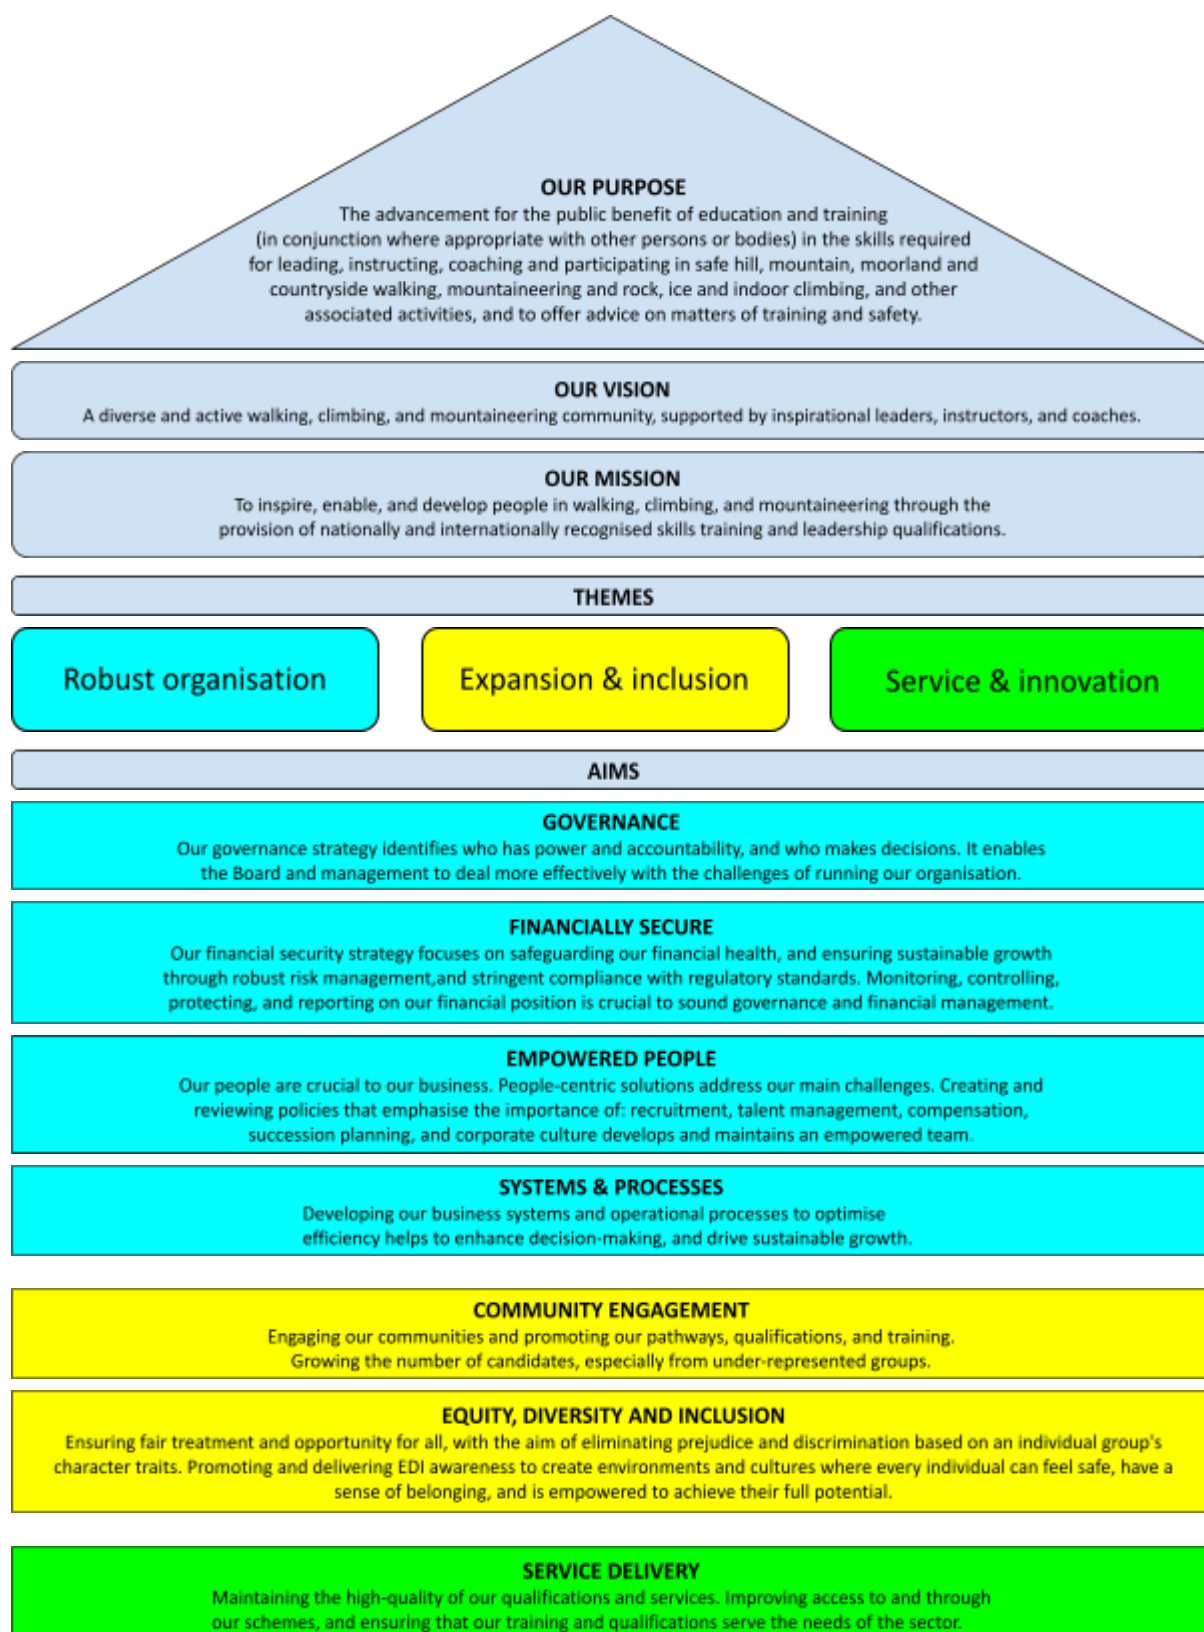 OUR PURPOSE
The advancement for the public benefit of education and training
(in conjunction where appropriate with other persons or bodies) in the skills required
for leading, instructing, coaching and participating in safe hill, mountain, moorland and
countryside walking, mountaineering and rock, ice and indoor climbing, and other
associated activities, and to offer advice on matters of training and safety.
OUR VISION
A diverse and active walking, climbing, and mountaineering community, supported by inspirational leaders, instructors, and coaches.
OUR MISSION
To inspire, enable, and develop people in walking, climbing, and mountaineering through the
provision of nationally and internationally recognised skills training and leadership qualifications.
THEMES
Robust organisation
Expansion & inclusion
Service & innovation
AIMS
GOVERNANCE
Our governance strategy identifies who has power and accountability, and who makes decisions. It enables
the Board and management to deal more effectively with the challenges of running our organisation.
FINANCIALLY SECURE
Our financial security strategy focuses on safeguarding our financial health, and ensuring sustainable growth
through robust risk management,and stringent compliance with regulatory standards. Monitoring, controlling,
protecting, and reporting on our financial position is crucial to sound governance and financial management.
EMPOWERED PEOPLE
Our people are crucial to our business. People-centric solutions address our main challenges. Creating and
reviewing policies that emphasise the importance of: recruitment, talent management, compensation,
succession planning, and corporate culture develops and maintains an empowered team.
SYSTEMS & PROCESSES
Developing our business systems and operational processes to optimise
efficiency helps to enhance decision-making, and drive sustainable growth.
COMMUNITY ENGAGEMENT
Engaging our communities and promoting our pathways, qualifications, and training.
Growing the number of candidates, especially from under-represented groups.
EQUITY, DIVERSITY AND INCLUSION
Ensuring fair treatment and opportunity for all, with the aim of eliminating prejudice and discrimination based on an individual group's
character traits. Promoting and delivering EDI awareness to create environments and cultures where every individual can feel safe, have a
sense of belonging, and is empowered to achieve their full potential.
SERVICE DELIVERY
Maintaining the high-quality of our qualifications and services. Improving access to and through
our schemes, and ensuring that our training and qualifications serve the needs of the sector.